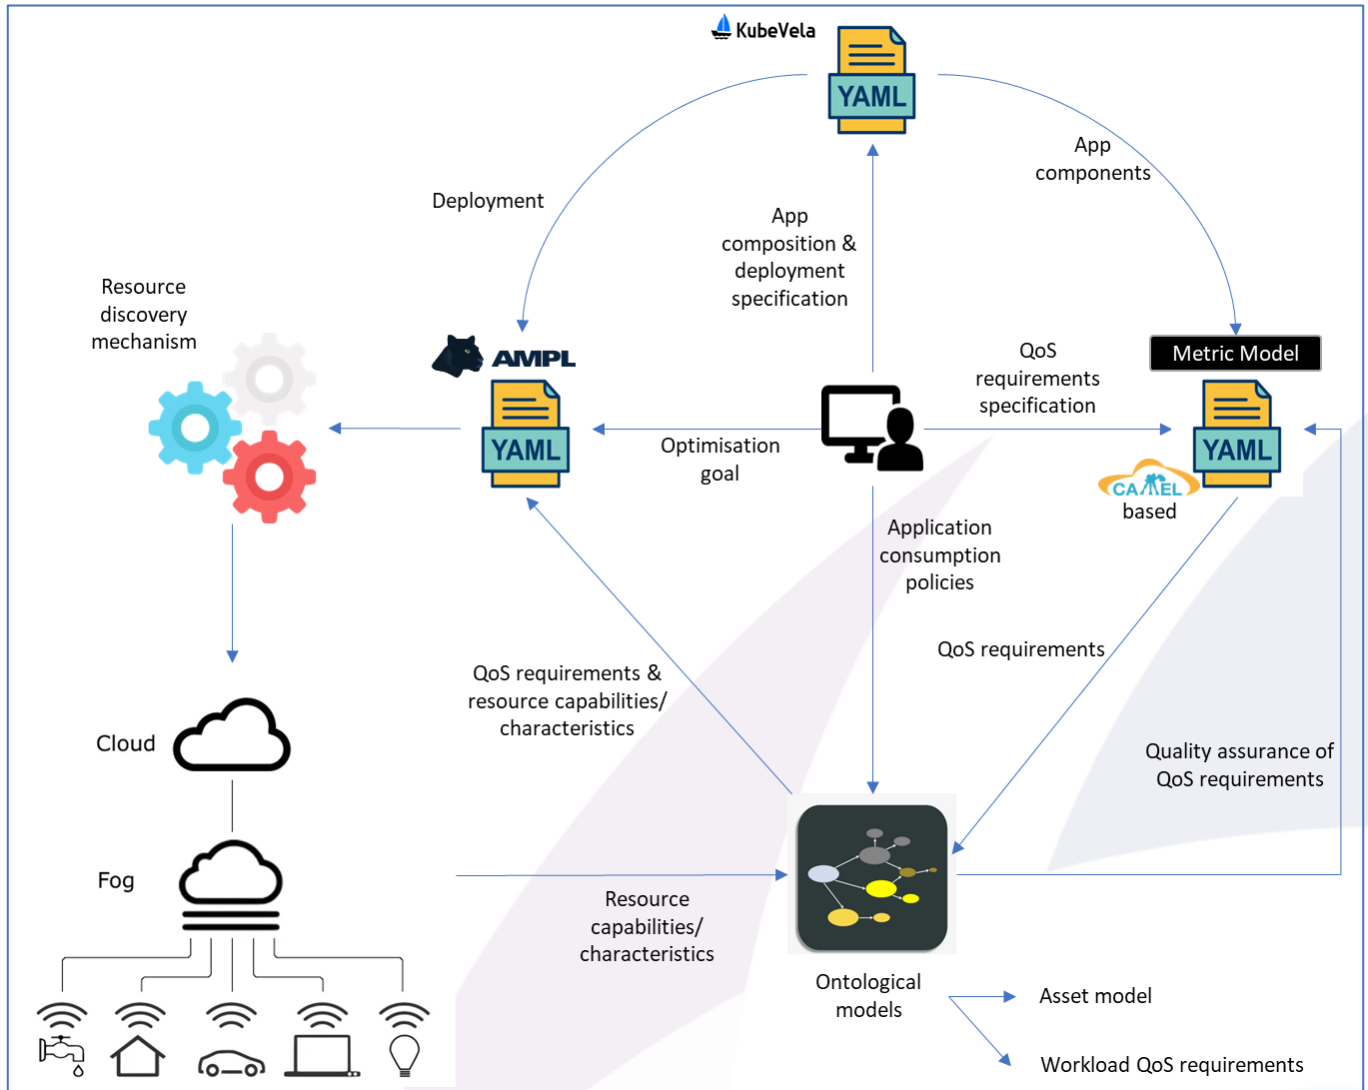 KubeVela
YAML
App
components
Deployment
App
composition &
deployment
specification
Resource
discovery
mechanism
AMPL
YAML
Optimisation
goal
QoS
requirements
specification
Metric Model
YAML
CAMEL
based
Application
consumption
policies
QoS requirements &
resource capabilities/
characteristics
QoS requirements
Quality assurance of
QoS requirements
Cloud
Fog
Resource
capabilities/
characteristics
Ontological
models
Asset model
Workload QoS requirements